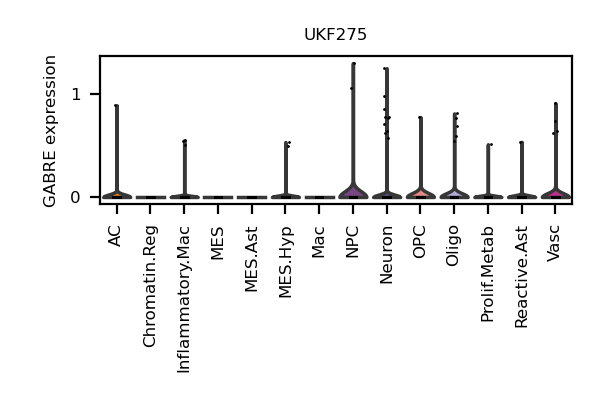 UKF275
GABRE expression
1
0
AC
Chromatin.Reg
Inflammatory.Mac
MES
MES.Ast
MES.Hyp
Mac
NPC
Neuron
OPC
Oligo
Prolif.Metab
Reactive.Ast
Vasc